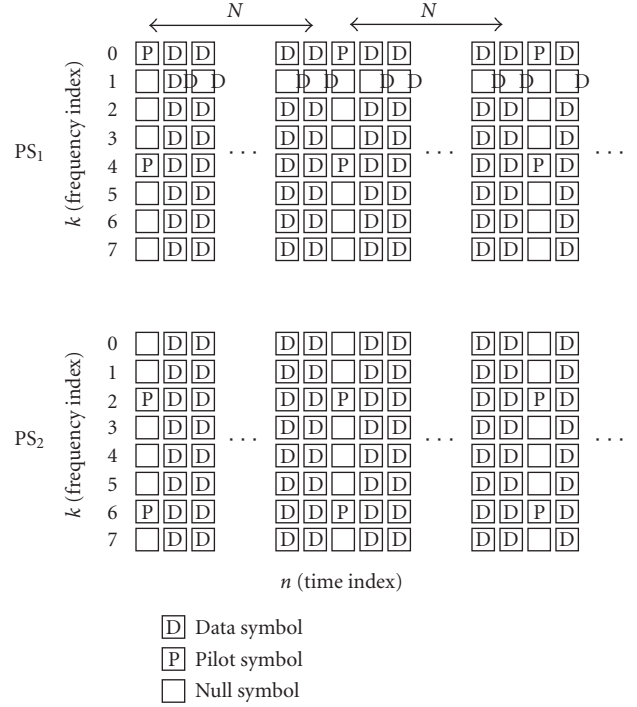 N N
0 P D D D D P D D D D P D
1 D D D D D D D D D D
2 D D D D D D D D D
3 D D D D D D D D D
PS1 k (frequency index) ... ... ...
4 P D D D D P D D D D P D
5 D D D D D D D D D
6 D D D D D D D D D
7 D D D D D D D D D
0 D D D D D D D D D
1 D D D D D D D D D
2 P D D D D P D D D D P D
3 D D D D D D D D D
PS2 k (frequency index) ... ... ...
4 D D D D D D D D D
5 D D D D D D D D D
6 P D D D D P D D D D P D
7 D D D D D D D D D
n (time index)
D Data symbol
P Pilot symbol
Null symbol